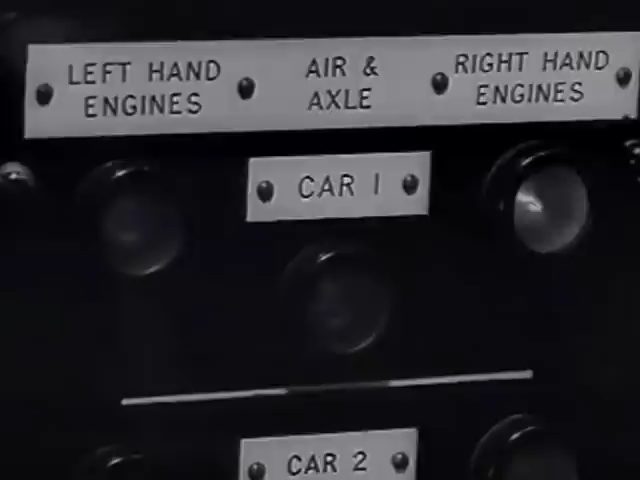 LEFT HAND
ENGINES
AIR &
AXLE
RIGHT HAND
ENGINES
CAR 1
CAR 2